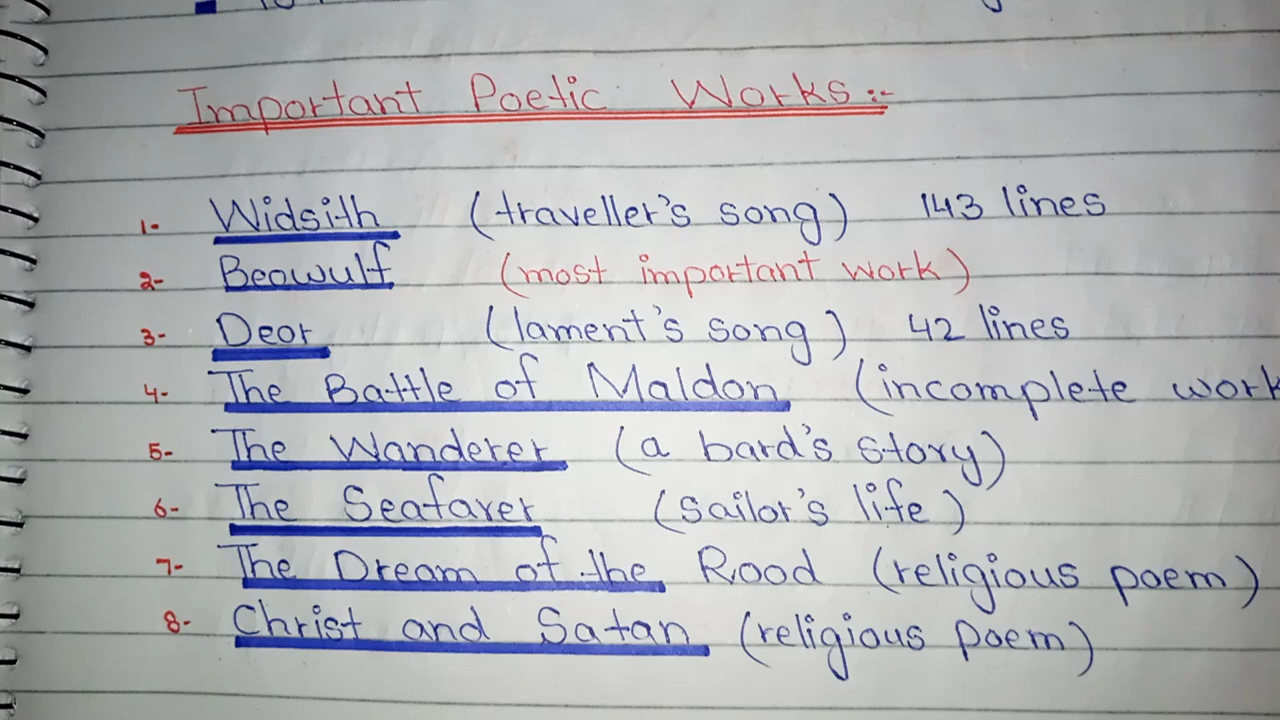 Important Poetic Works:-
1- Widsith (traveller's song) 143 lines
2- Beowulf (most important work)
3- Deor (lament's song) 42 lines
4- The Battle of Maldon (incomplete work
5- The Wanderer (a bard's story)
6- The Seafarer (sailor's life)
7- The Dream of the Rood (religious poem)
8- Christ and Satan (religious poem)